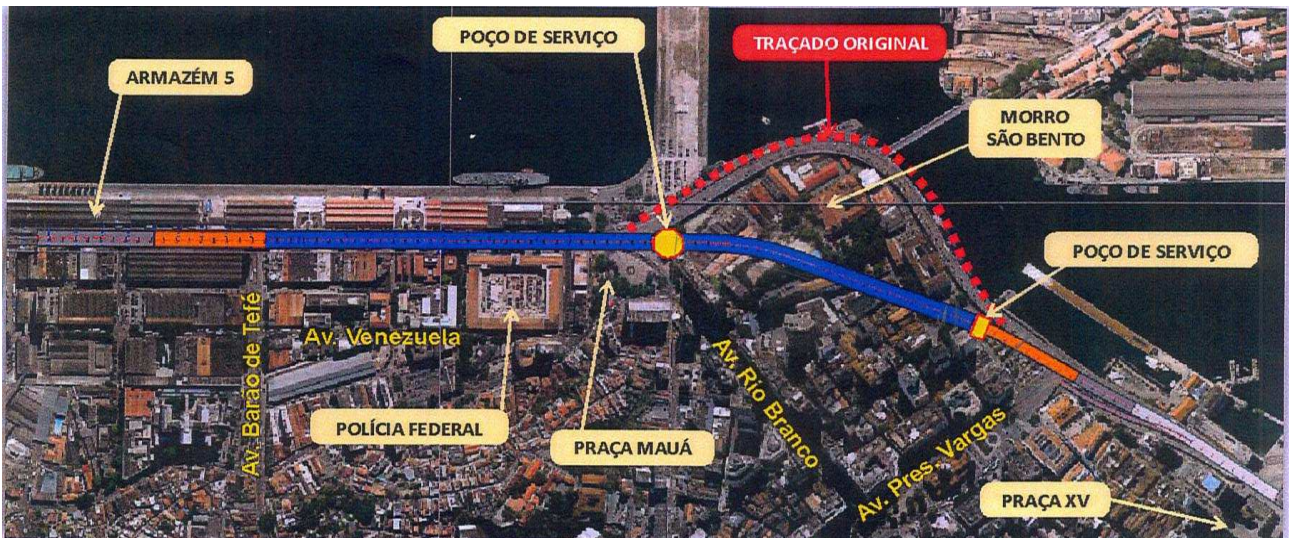 POÇO DE SERVIÇO
TRAÇADO ORIGINAL
ARMAZÉM 5
MORRO
SÃO BENTO
POÇO DE SERVIÇO
Av. Barão de Tefé
Av. Venezuela
POLÍCIA FEDERAL
PRAÇA MAUÁ
Av. Rio Branco
Av. Pres. Vargas
PRAÇA XV